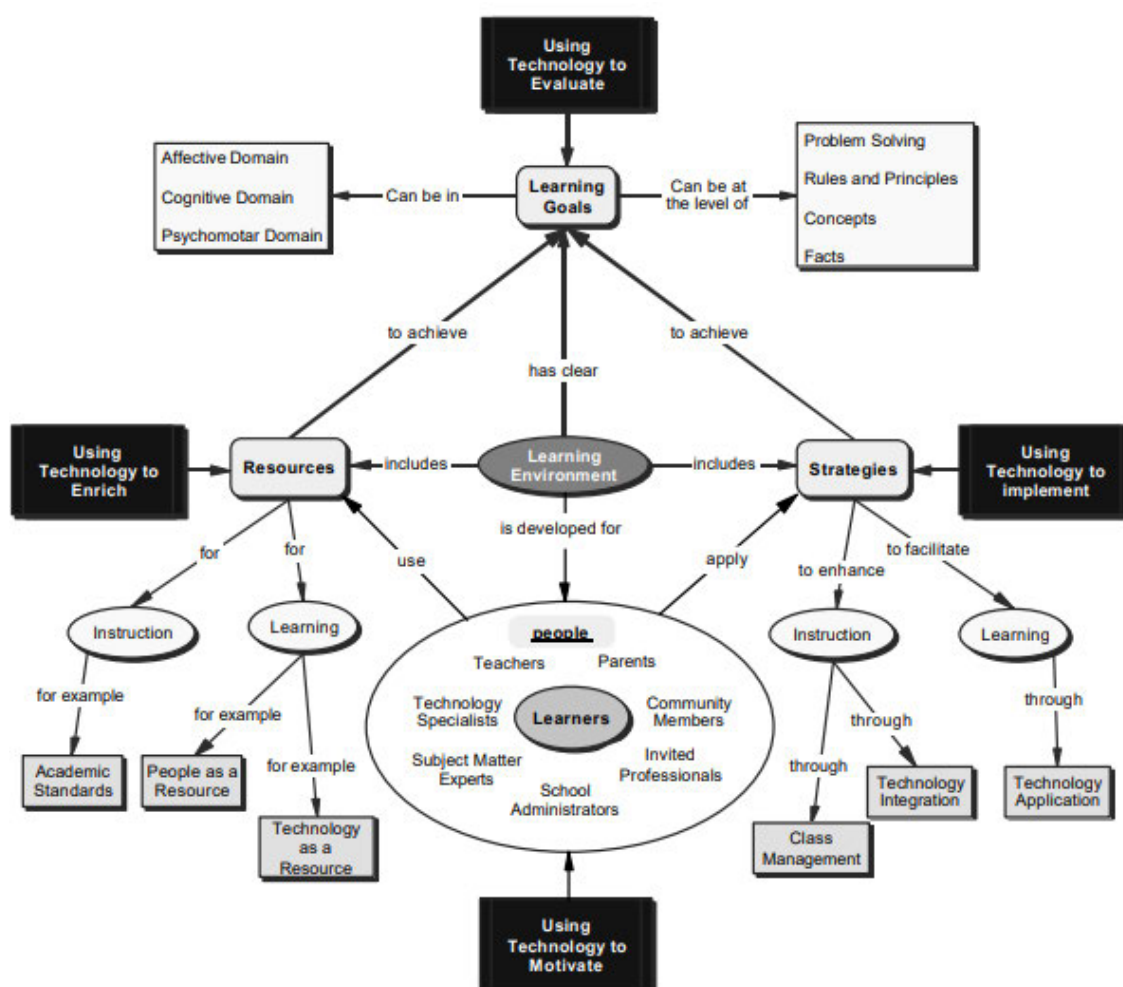 Using
Technology to
Evaluate
Affective Domain
Cognitive Domain
Psychomotar Domain
Can be in
Learning
Goals
Can be at
the level of
Problem Solving
Rules and Principles
Concepts
Facts
to achieve
has clear
to achieve
Using
Technology to
Enrich
Resources
includes
Learning
Environment
includes
Strategies
Using
Technology to
implement
for
for
use
is developed for
apply
to enhance
to facilitate
Instruction
Learning
people
Teachers
Parents
Technology
Specialists
Learners
Community
Members
Subject Matter
Experts
School
Administrators
Invited
Professionals
Instruction
Learning
for example
for example
for example
through
through
through
Academic
Standards
People as a
Resource
Technology
as a
Resource
Class
Management
Technology
Integration
Technology
Application
Using
Technology to
Motivate